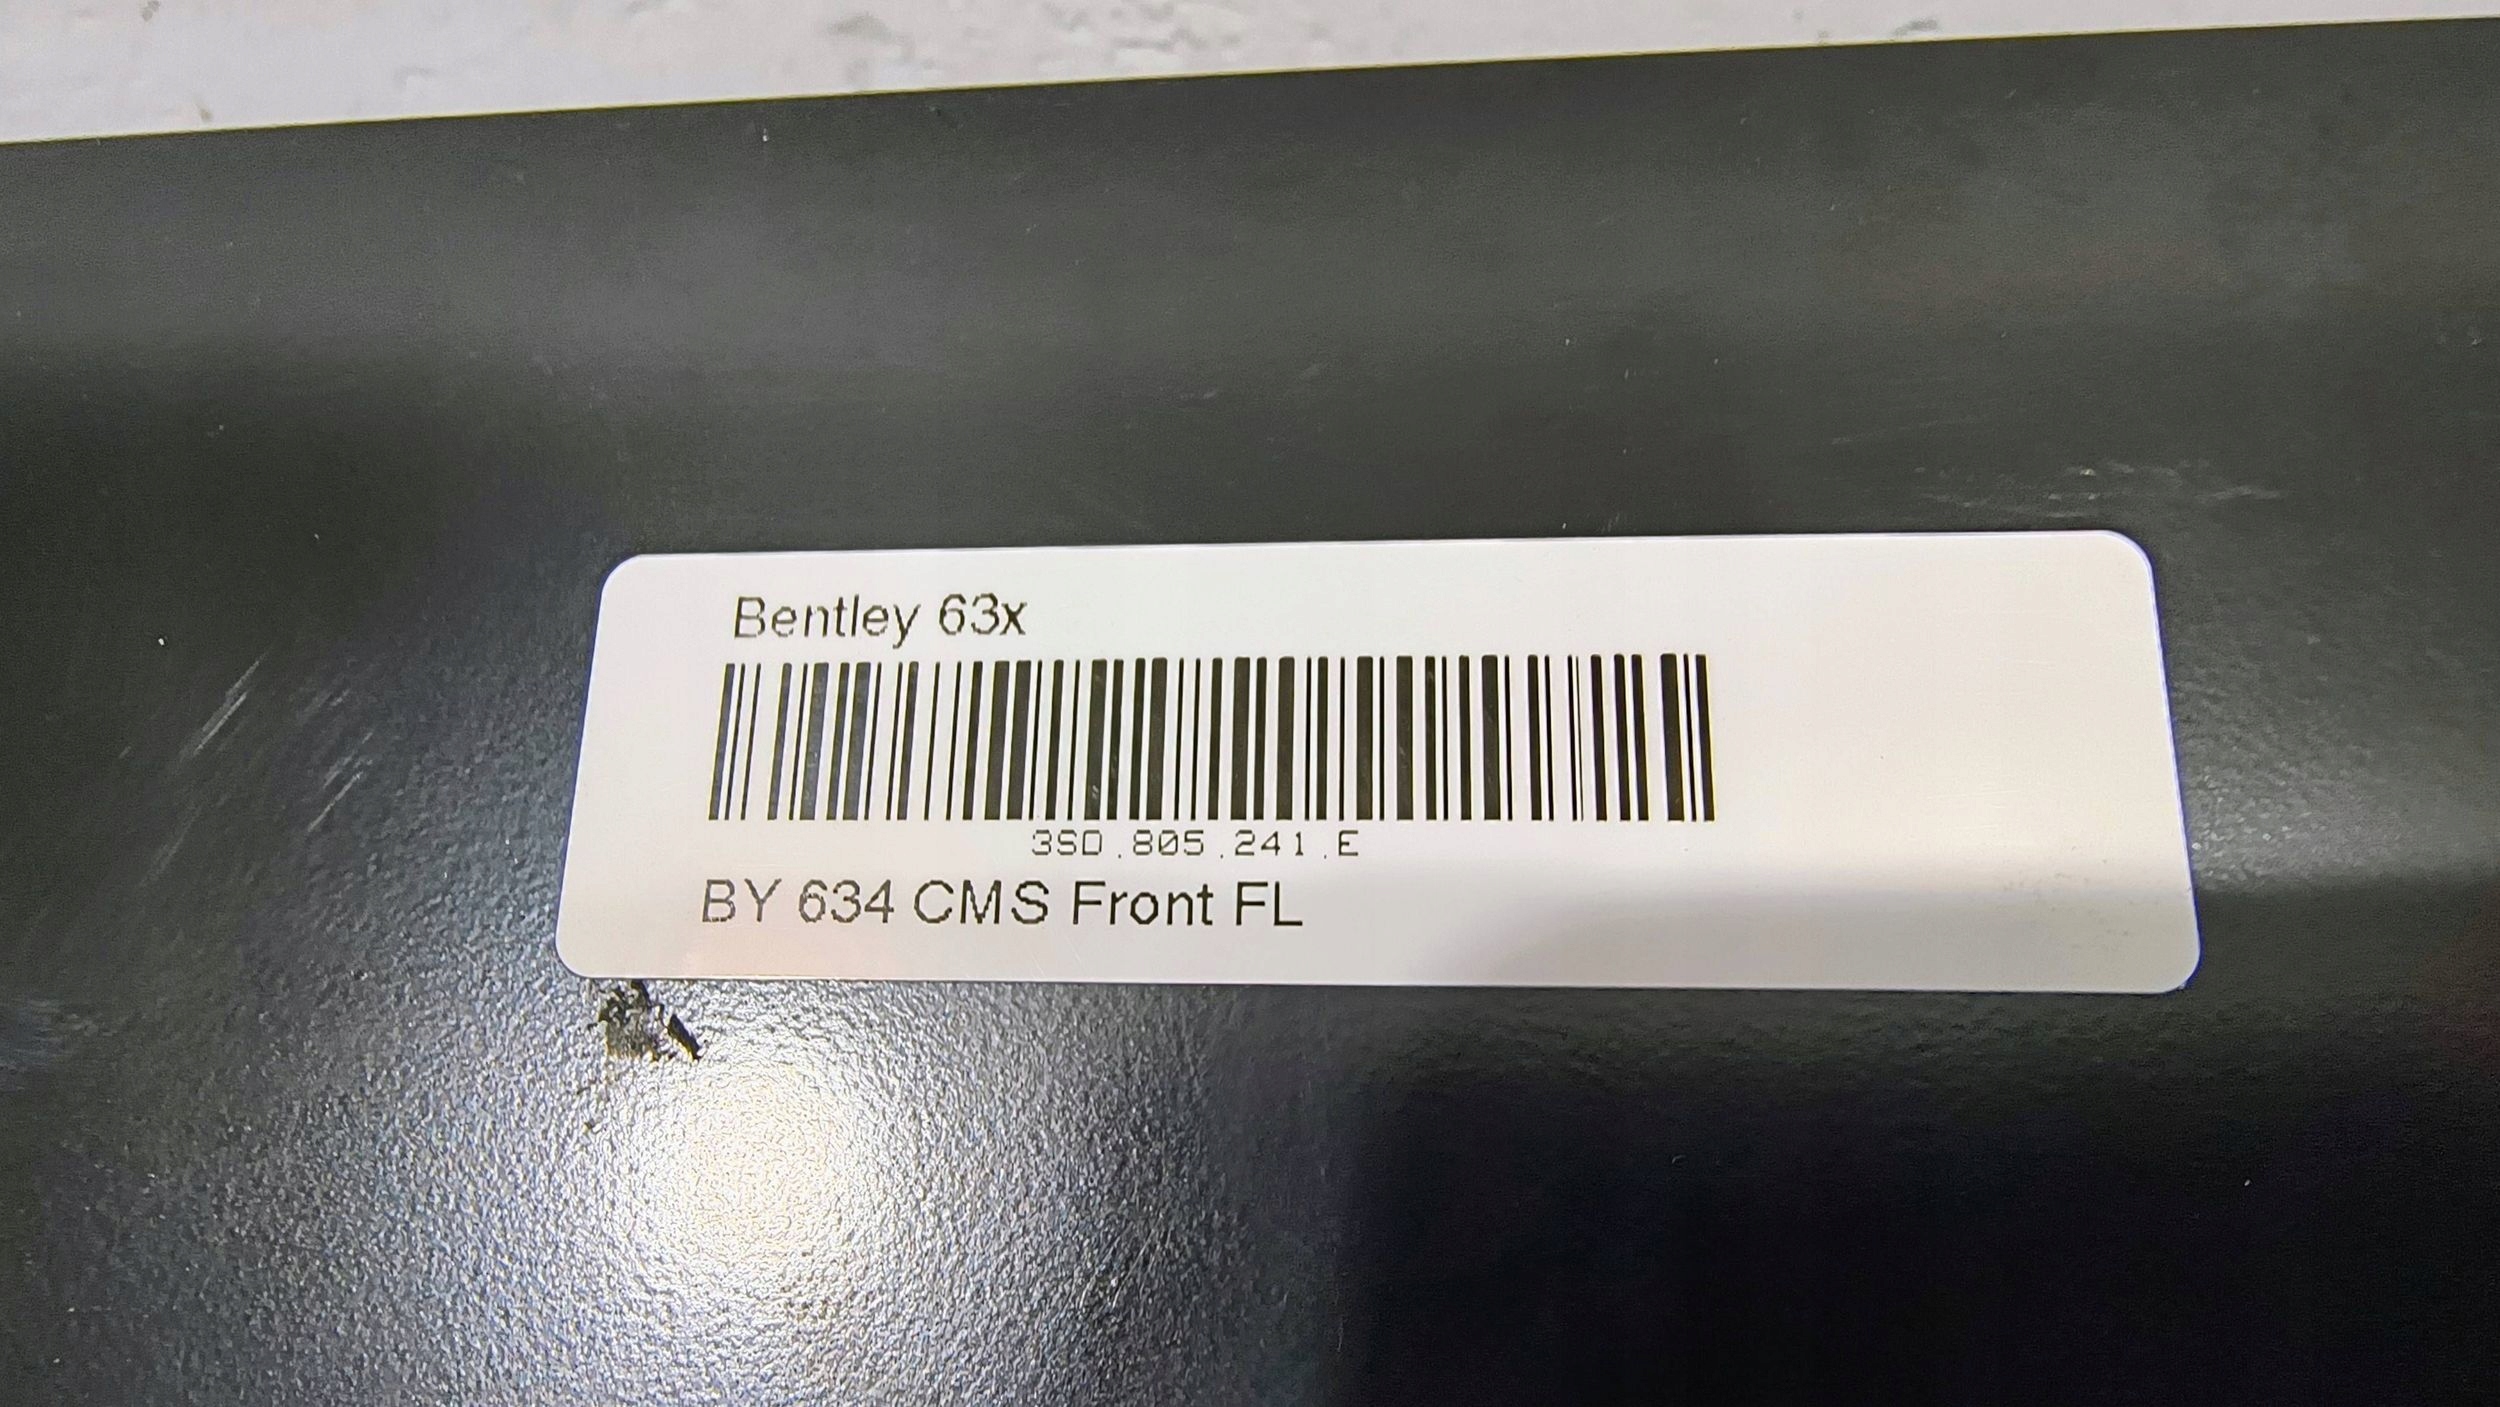 Bentley 63x
3SD.805.241.E
BY 634 CMS Front FL